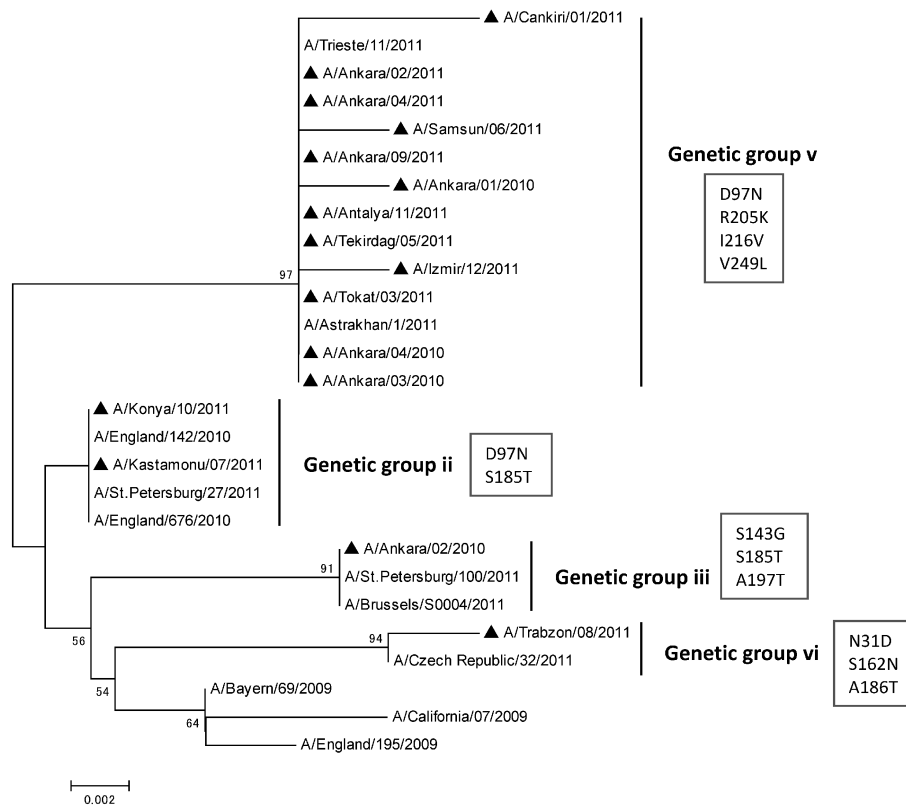 ▲ A/Cankiri/01/2011
A/Trieste/11/2011
▲ A/Ankara/02/2011
▲ A/Ankara/04/2011
▲ A/Samsun/06/2011
▲ A/Ankara/09/2011
▲ A/Ankara/01/2010
▲ A/Antalya/11/2011
▲ A/Tekirdag/05/2011
▲ A/Izmir/12/2011
▲ A/Tokat/03/2011
A/Astrakhan/1/2011
▲ A/Ankara/04/2010
▲ A/Ankara/03/2010
97
Genetic group v
D97N
R205K
I216V
V249L
▲ A/Konya/10/2011
A/England/142/2010
▲ A/Kastamonu/07/2011
A/St.Petersburg/27/2011
A/England/676/2010
Genetic group ii
D97N
S185T
▲ A/Ankara/02/2010
A/St.Petersburg/100/2011
A/Brussels/S0004/2011
91
Genetic group iii
S143G
S185T
A197T
56
▲ A/Trabzon/08/2011
A/Czech Republic/32/2011
94
Genetic group vi
N31D
S162N
A186T
54
A/Bayern/69/2009
A/California/07/2009
A/England/195/2009
64
0.002